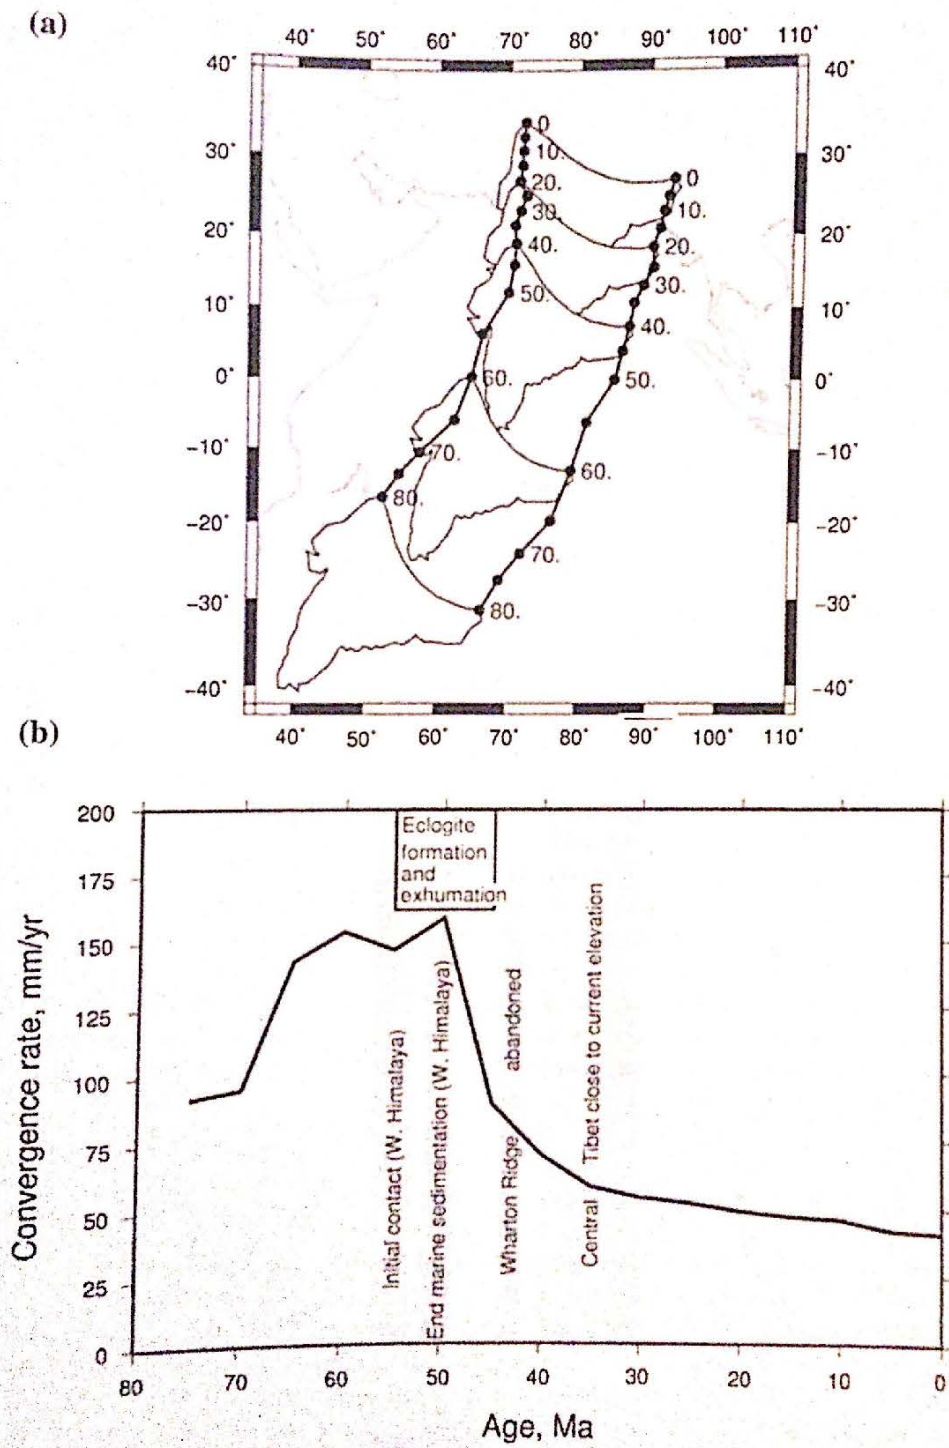 (a)
40° 50° 60° 70° 80° 90° 100° 110°
40° 40°
0
30° 10. 30°
20. 0
30. 10.
20° 40. 20. 20°
50. 30.
10° 40. 10°
0° 60. 50. 0°
-10° 70. -10°
80. 60.
-20° 70. -20°
-30° 80. -30°
-40° -40°
40° 50° 60° 70° 80° 90° 100° 110°
(b)
Convergence rate, mm/yr
200
175
150
125
100
75
50
25
0
Eclogite
formation
and
exhumation
Initial contact (W. Himalaya)
End marine sedimentation (W. Himalaya)
Wharton Ridge abandoned
Central Tibet close to current elevation
80 70 60 50 40 30 20 10 0
Age, Ma